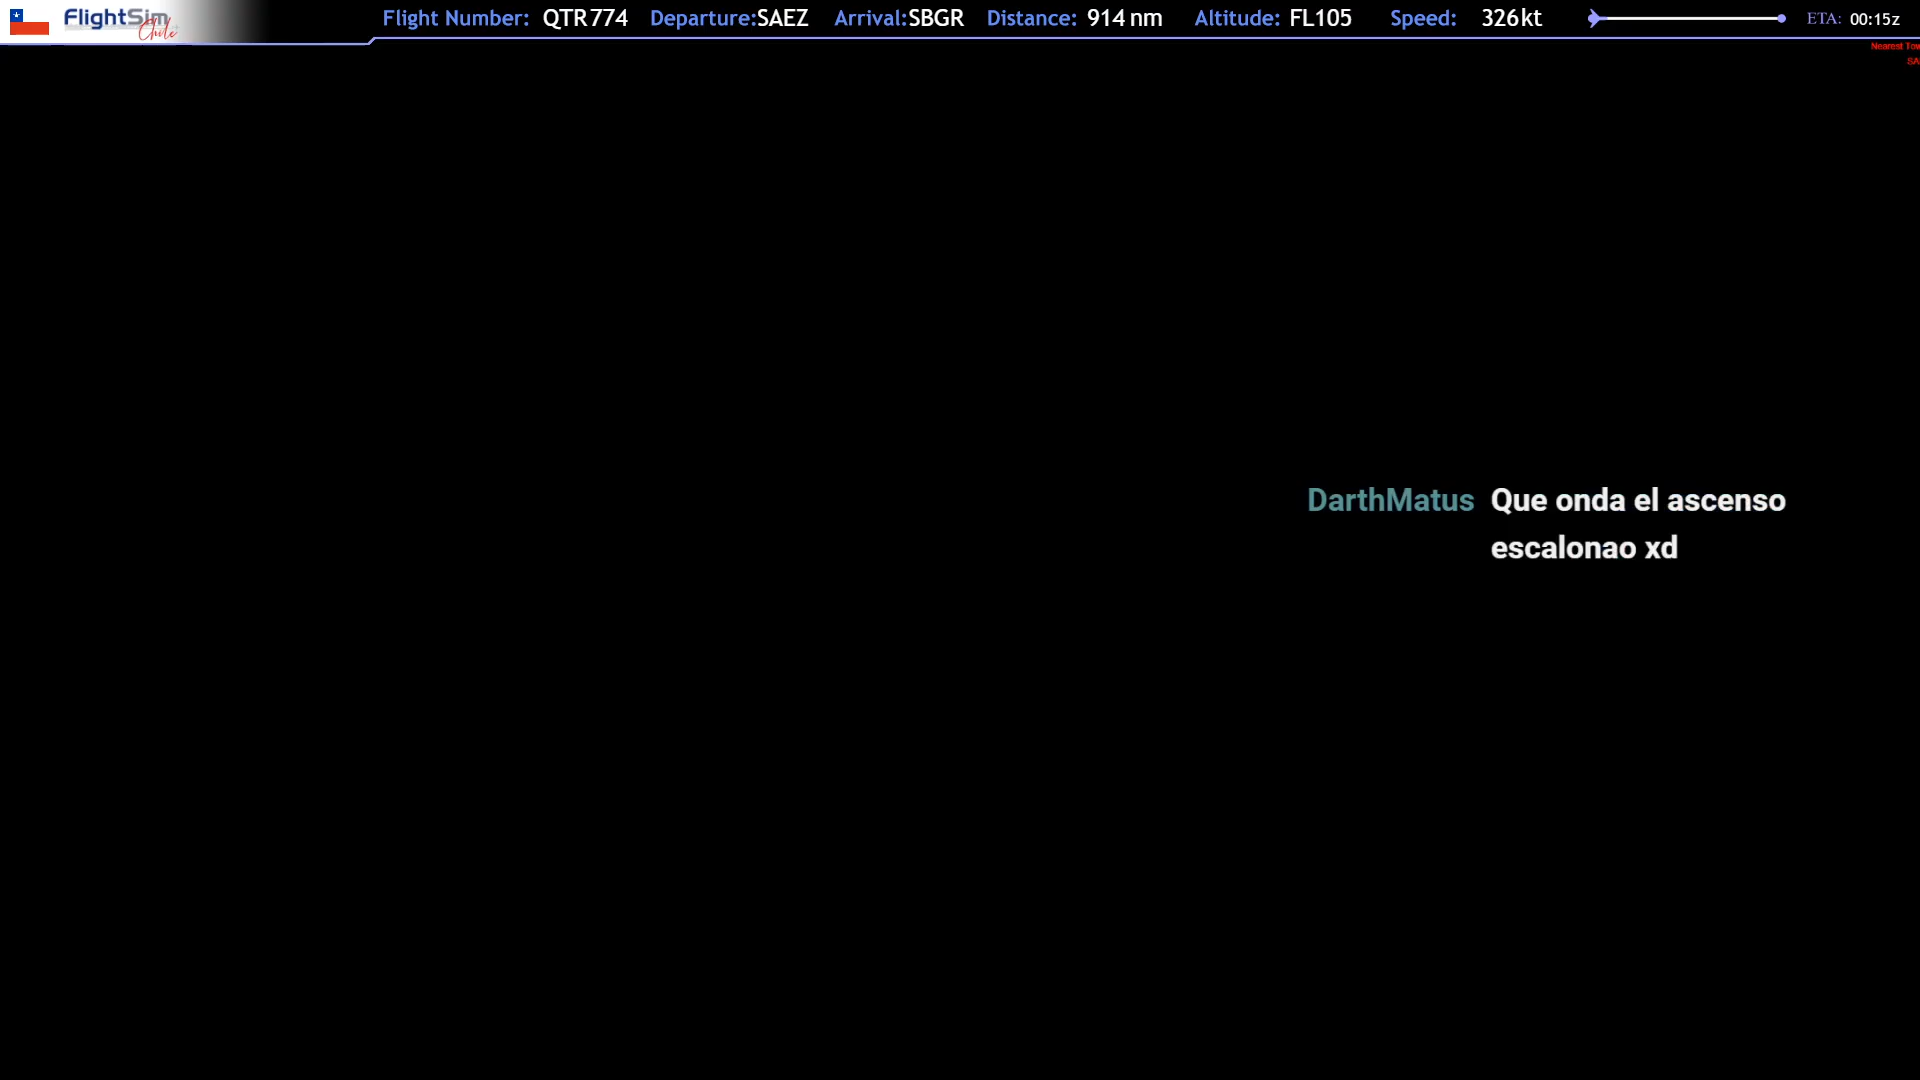 FlightSim
Chile
Flight Number: QTR774 Departure:SAEZ Arrival:SBGR Distance: 914 nm Altitude: FL105 Speed: 326kt ETA: 00:15z
Nearest
DarthMatus Que onda el ascenso
escalonao xd